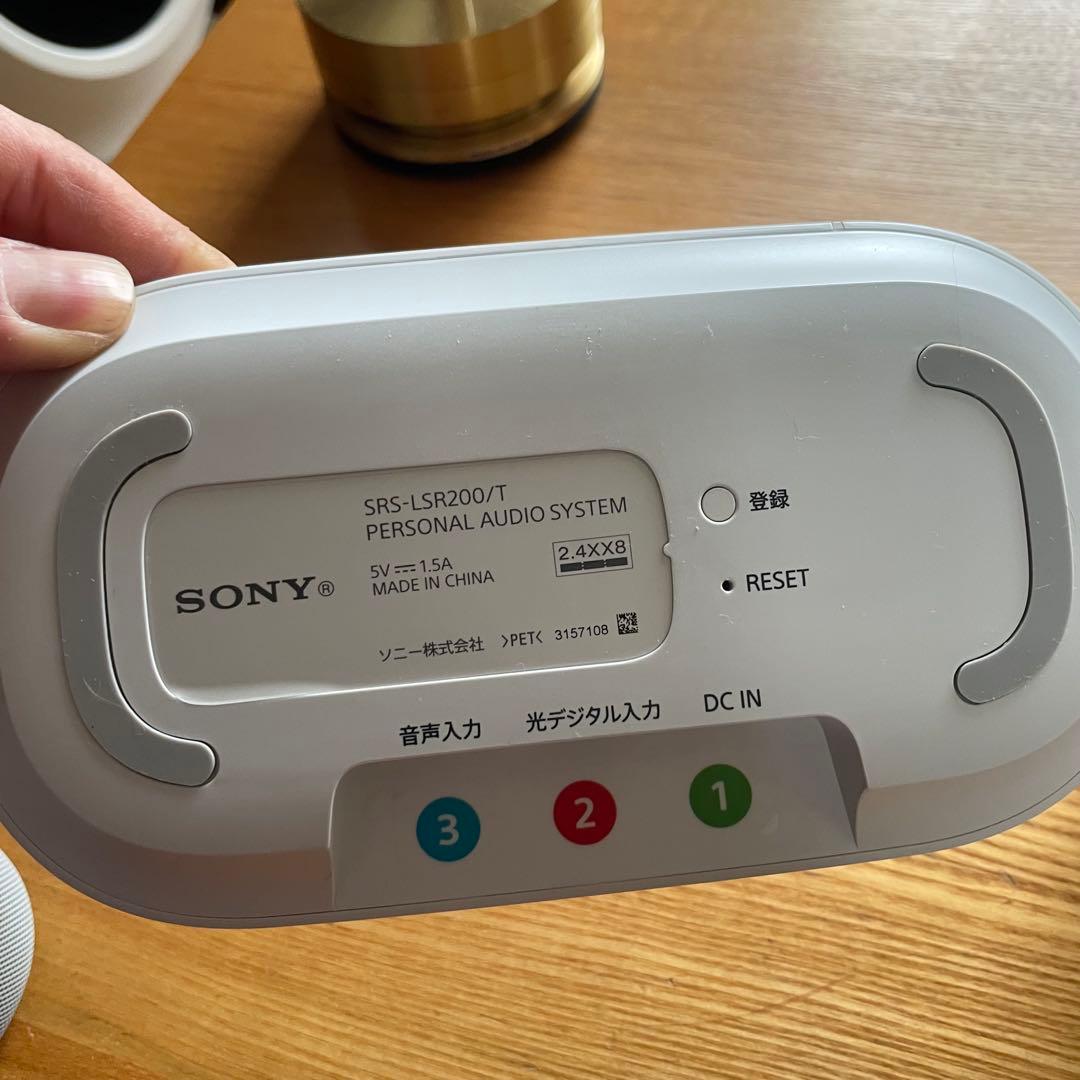 SRS-LSR200/T
PERSONAL AUDIO SYSTEM
5V⎓1.5A
MADE IN CHINA
2.4XX8
SONY®
ソニー株式会社 >PET< 3157108
登録
RESET
音声入力 光デジタル入力 DC IN
3 2 1